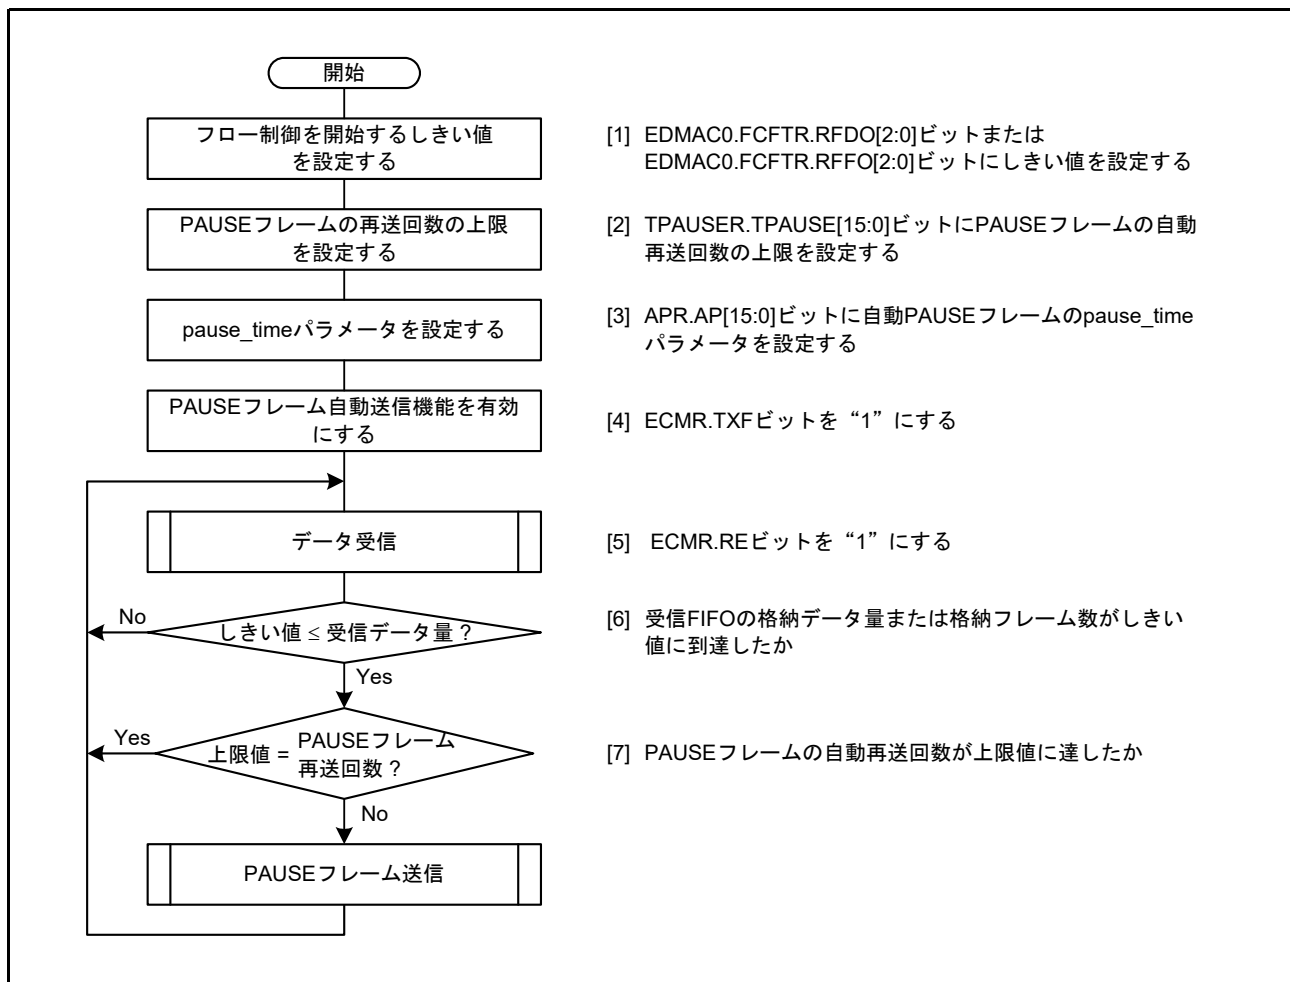 開始
フロー制御を開始するしきい値
を設定する
[1] EDMAC0.FCFTR.RFDO[2:0]ビットまたは
EDMAC0.FCFTR.RFFO[2:0]ビットにしきい値を設定する
PAUSEフレームの再送回数の上限
を設定する
[2] TPAUSER.TPAUSE[15:0]ビットにPAUSEフレームの自動
再送回数の上限を設定する
pause_timeパラメータを設定する
[3] APR.AP[15:0]ビットに自動PAUSEフレームのpause_time
パラメータを設定する
PAUSEフレーム自動送信機能を有効
にする
[4] ECMR.TXFビットを“1”にする
データ受信
[5] ECMR.REビットを“1”にする
No
しきい値 ≤ 受信データ量 ?
[6] 受信FIFOの格納データ量または格納フレーム数がしきい
値に到達したか
Yes
Yes
上限値 = PAUSEフレーム
再送回数 ?
[7] PAUSEフレームの自動再送回数が上限値に達したか
No
PAUSEフレーム送信